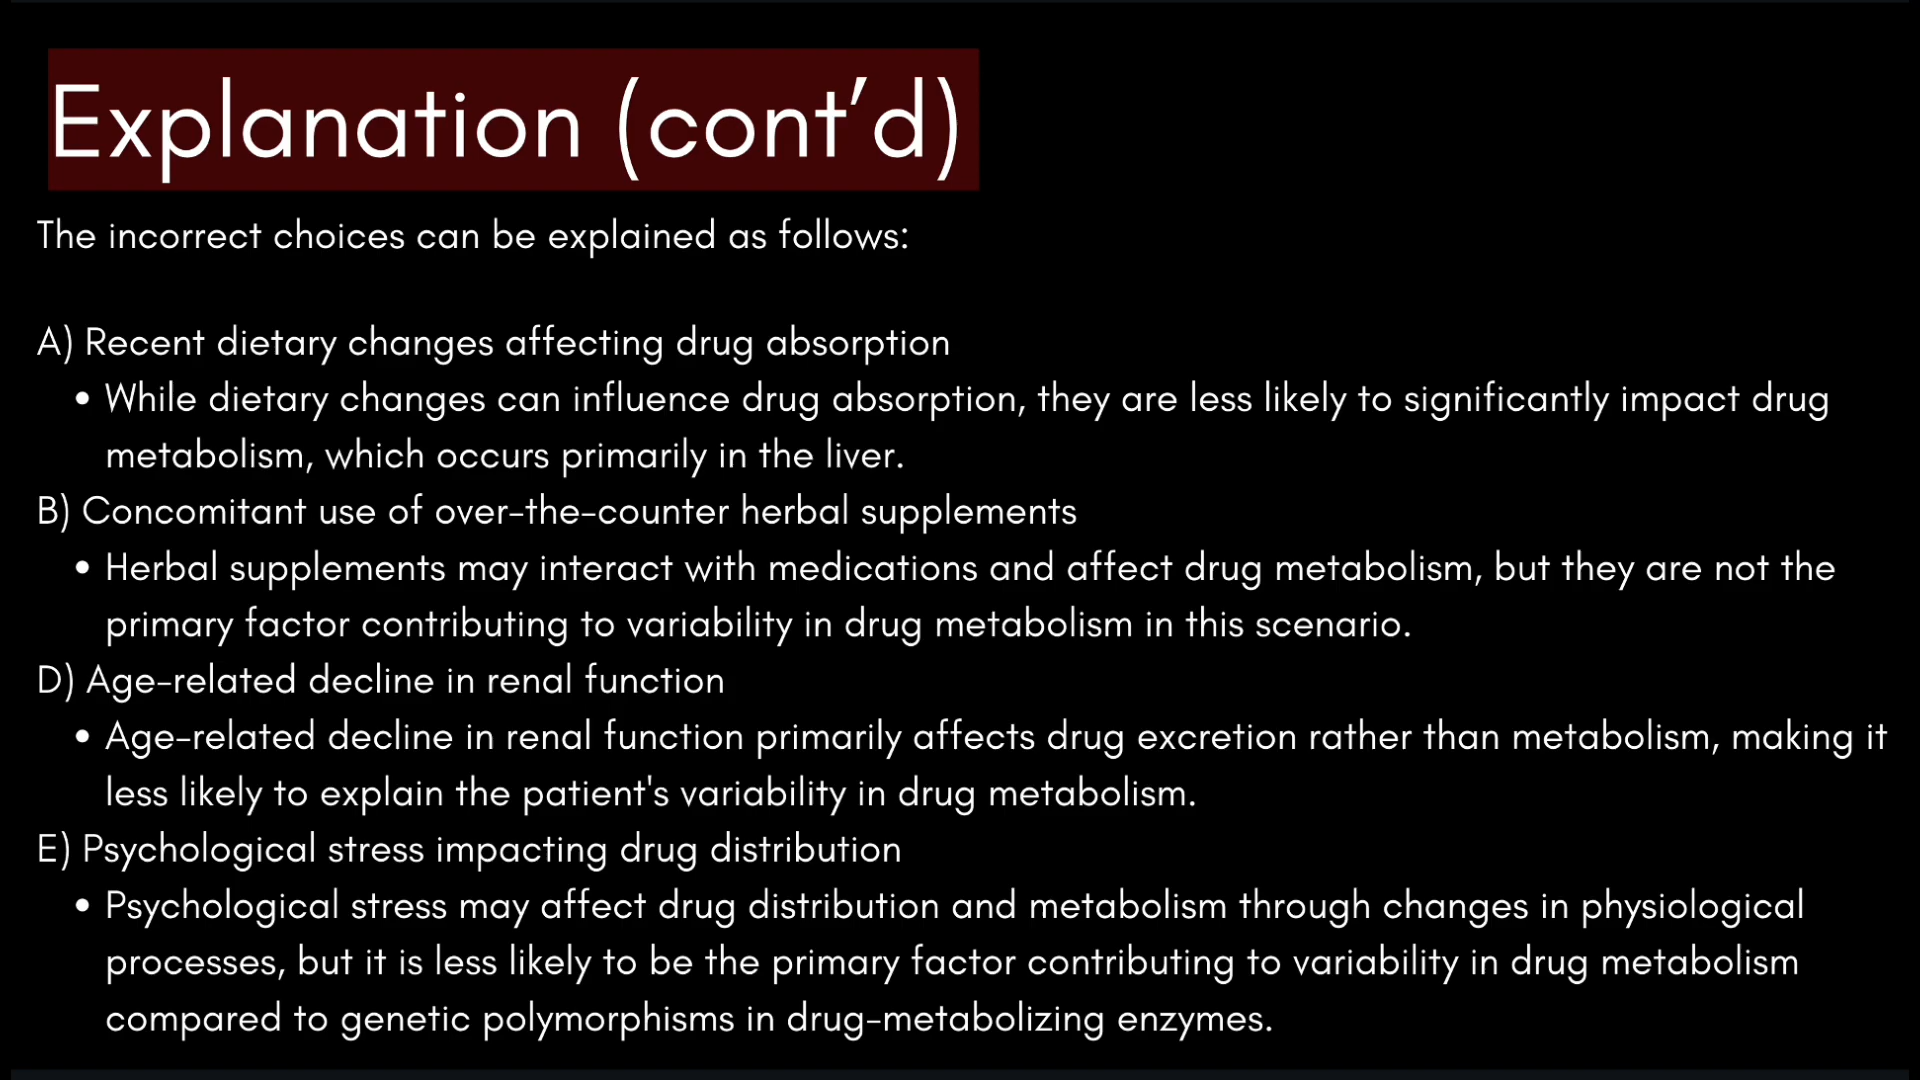 Explanation (cont’d)
The incorrect choices can be explained as follows:
A) Recent dietary changes affecting drug absorption
• While dietary changes can influence drug absorption, they are less likely to significantly impact drug
metabolism, which occurs primarily in the liver.
B) Concomitant use of over-the-counter herbal supplements
• Herbal supplements may interact with medications and affect drug metabolism, but they are not the
primary factor contributing to variability in drug metabolism in this scenario.
D) Age-related decline in renal function
• Age-related decline in renal function primarily affects drug excretion rather than metabolism, making it
less likely to explain the patient's variability in drug metabolism.
E) Psychological stress impacting drug distribution
• Psychological stress may affect drug distribution and metabolism through changes in physiological
processes, but it is less likely to be the primary factor contributing to variability in drug metabolism
compared to genetic polymorphisms in drug-metabolizing enzymes.